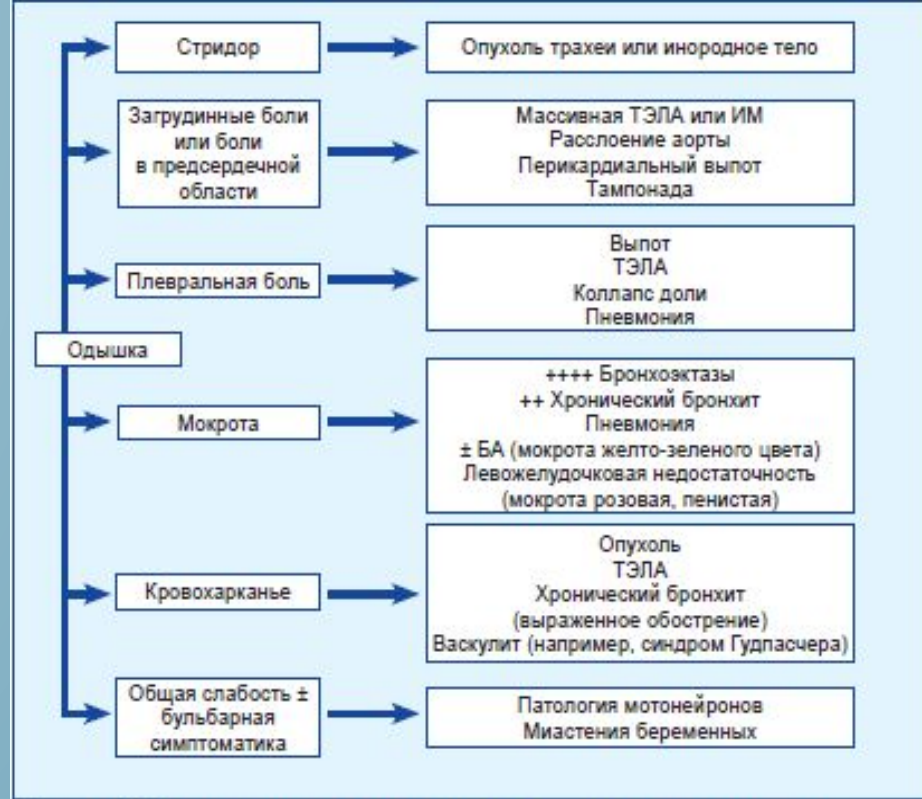 Стридор
Опухоль трахеи или инородное тело
Загрудинные боли
или боли
в предсердечной
области
Массивная ТЭЛА или ИМ
Расслоение аорты
Перикардиальный выпот
Тампонада
Плевральная боль
Выпот
ТЭЛА
Коллапс доли
Пневмония
Одышка
Мокрота
++++ Бронхоэктазы
++ Хронический бронхит
Пневмония
± БА (мокрота желто-зеленого цвета)
Левожелудочковая недостаточность
(мокрота розовая, пенистая)
Кровохарканье
Опухоль
ТЭЛА
Хронический бронхит
(выраженное обострение)
Васкулит (например, синдром Гудпасчера)
Общая слабость ±
бульбарная
симптоматика
Патология мотонейронов
Миастения беременных